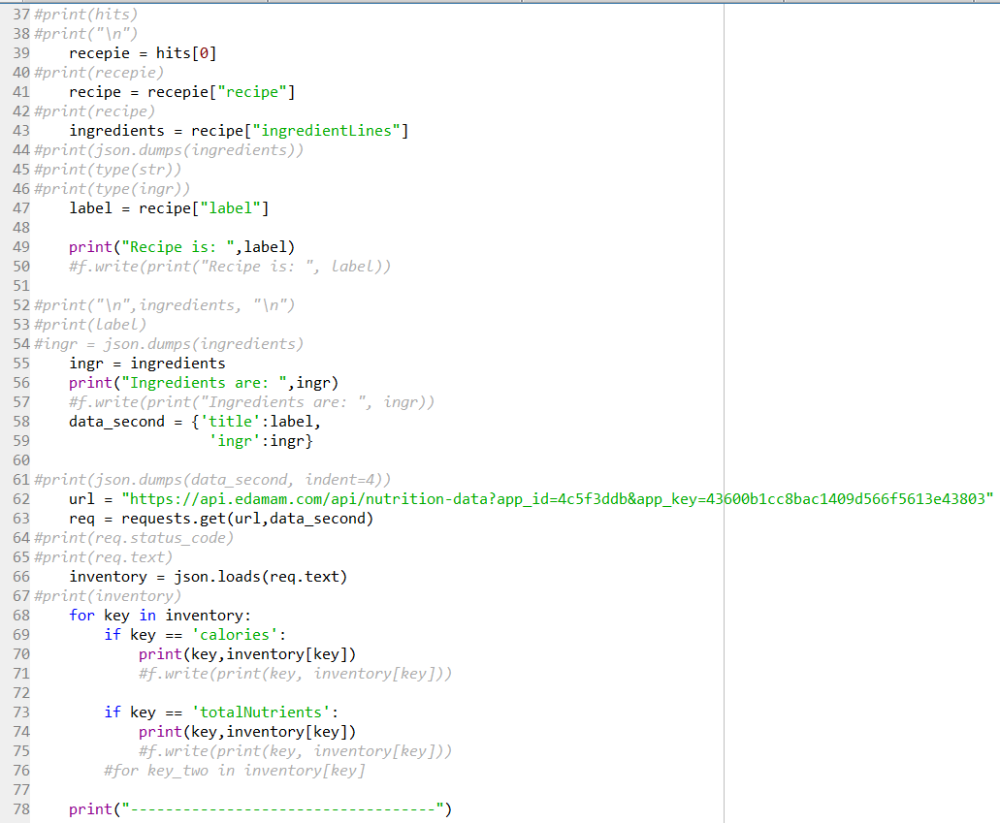 37 #print(hits)
38 #print("\n")
39     recepie = hits[0]
40 #print(recepie)
41     recipe = recepie["recipe"]
42 #print(recipe)
43     ingredients = recipe["ingredientLines"]
44 #print(json.dumps(ingredients))
45 #print(type(str))
46 #print(type(ingr))
47     label = recipe["label"]
48
49     print("Recipe is: ",label)
50     #f.write(print("Recipe is: ", label))
51
52 #print("\n",ingredients, "\n")
53 #print(label)
54 #ingr = json.dumps(ingredients)
55     ingr = ingredients
56     print("Ingredients are: ",ingr)
57     #f.write(print("Ingredients are: ", ingr))
58     data_second = {'title':label,
59                     'ingr':ingr}
60
61 #print(json.dumps(data_second, indent=4))
62     url = "https://api.edamam.com/api/nutrition-data?app_id=4c5f3ddb&app_key=43600b1cc8bac1409d566f5613e43803"
63     req = requests.get(url,data_second)
64 #print(req.status_code)
65 #print(req.text)
66     inventory = json.loads(req.text)
67 #print(inventory)
68     for key in inventory:
69         if key == 'calories':
70             print(key,inventory[key])
71             #f.write(print(key, inventory[key]))
72
73         if key == 'totalNutrients':
74             print(key,inventory[key])
75             #f.write(print(key, inventory[key]))
76         #for key_two in inventory[key]
77
78     print("-----------------------------------")